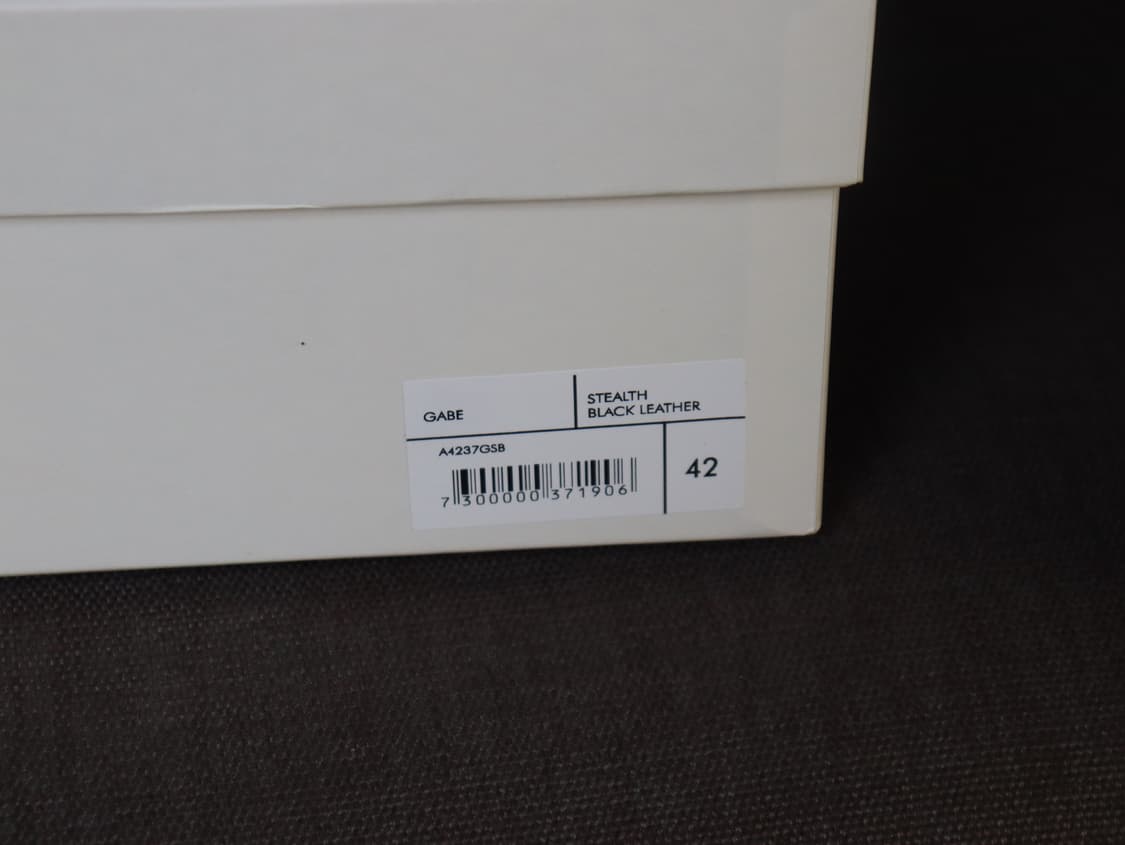 GABE
STEALTH
BLACK LEATHER
A4237GSB
7 300000 371906
42